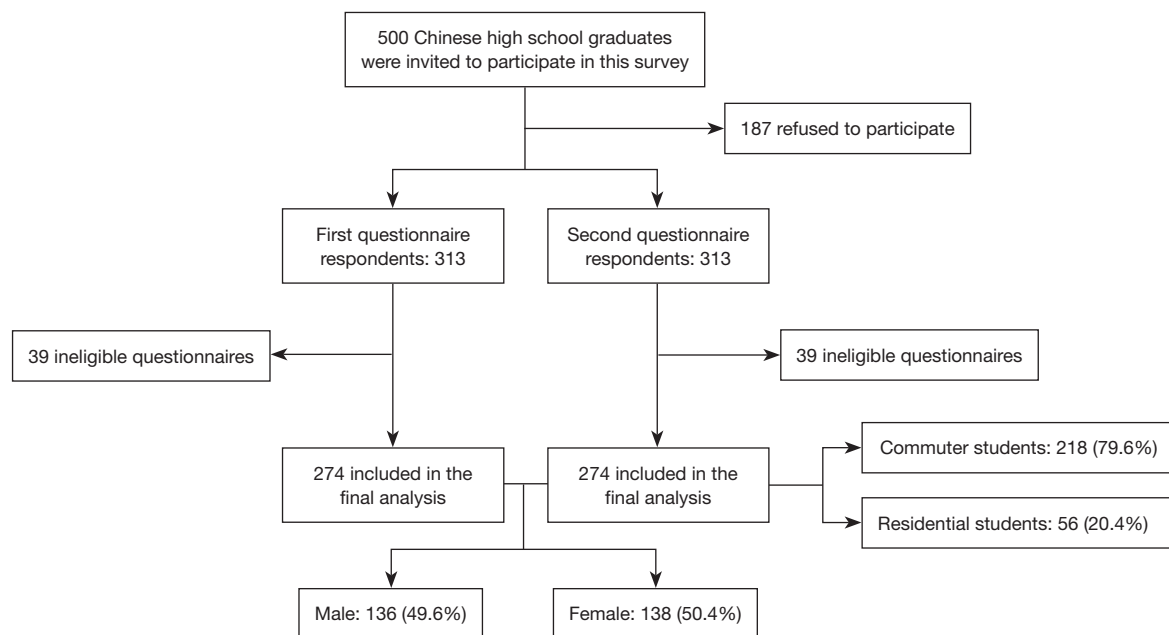 500 Chinese high school graduates
were invited to participate in this survey
187 refused to participate
First questionnaire
respondents: 313
Second questionnaire
respondents: 313
39 ineligible questionnaires
39 ineligible questionnaires
274 included in the
final analysis
274 included in the
final analysis
Commuter students: 218 (79.6%)
Residential students: 56 (20.4%)
Male: 136 (49.6%)
Female: 138 (50.4%)